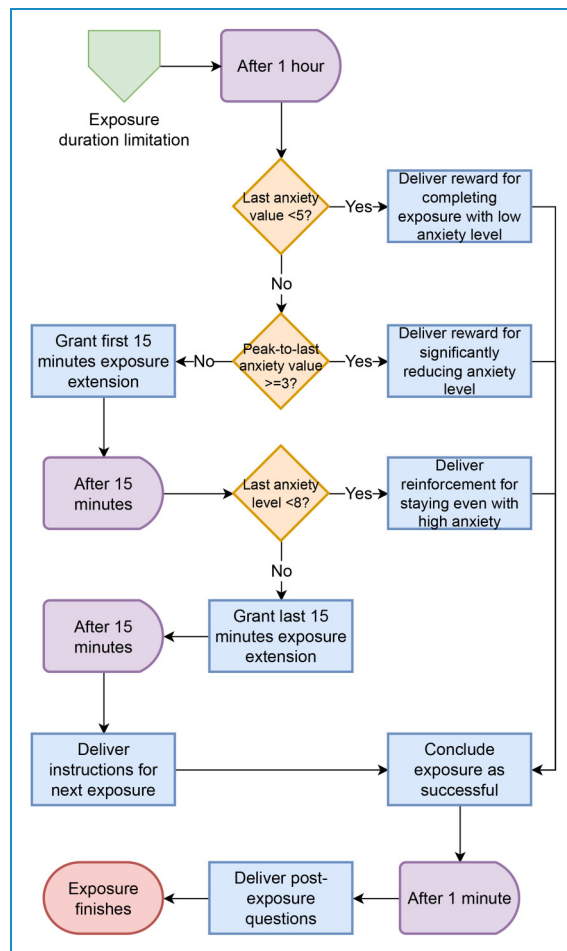 After 1 hour
Exposure
duration limitation
Last anxiety
value <5?
Yes
Deliver reward for
completing exposure
with low
anxiety level
No
Grant first 15
minutes exposure
extension
No
Peak-to-last
anxiety value
>=3?
Yes
Deliver reward for
significantly
reducing anxiety
level
After 15
minutes
Last anxiety
level <8?
Yes
Deliver
reinforcement for
staying even with
high anxiety
No
After 15
minutes
Grant last 15
minutes exposure
extension
Deliver
instructions for
next exposure
Conclude
exposure as
successful
Exposure
finishes
Deliver post-
exposure
questions
After 1 minute